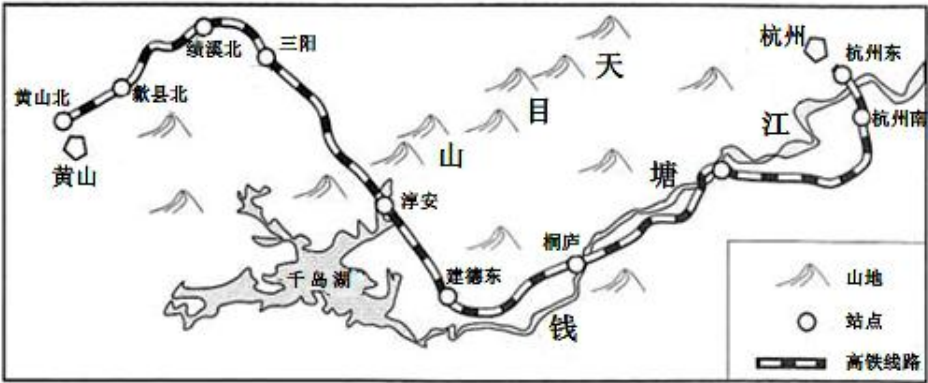 绩溪北
三阳
黄山北
歙县北
黄山
天
目
山
杭州
杭州东
杭州南
江
塘
钱
淳安
千岛湖
建德东
桐庐
山地
站点
高铁线路